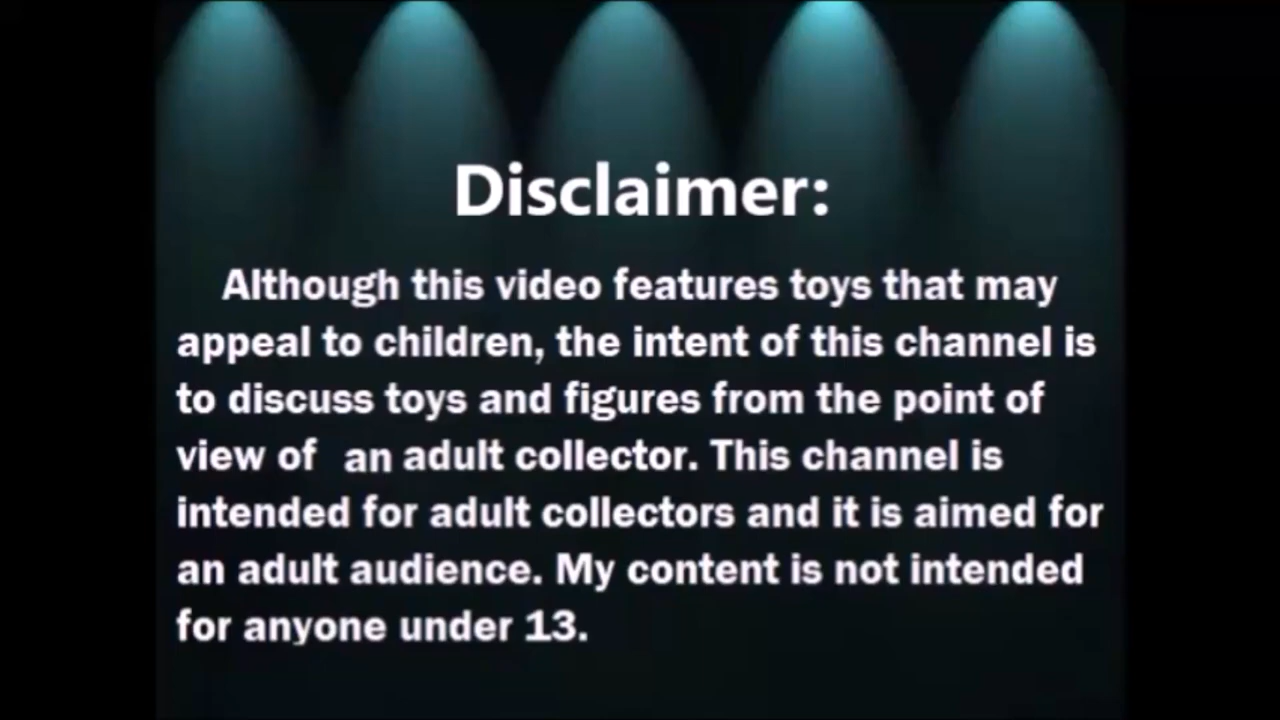 Disclaimer:
Although this video features toys that may
appeal to children, the intent of this channel is
to discuss toys and figures from the point of
view of an adult collector. This channel is
intended for adult collectors and it is aimed for
an adult audience. My content is not intended
for anyone under 13.